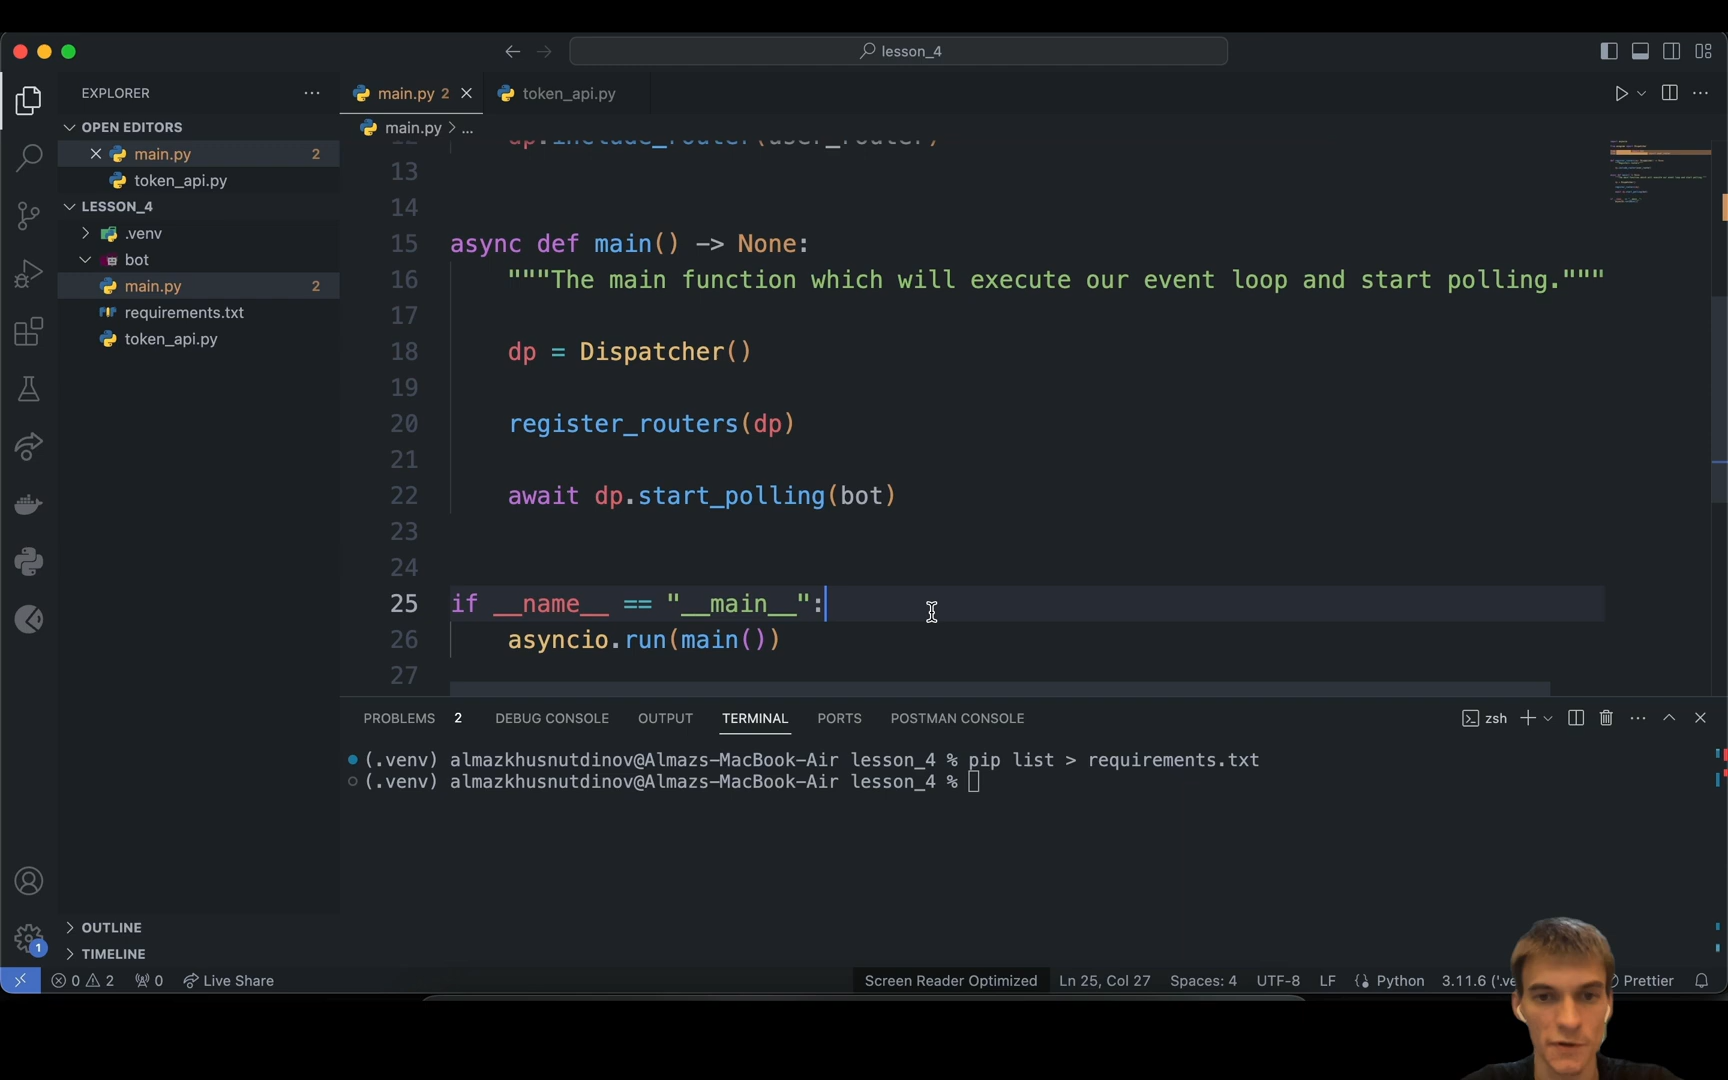 lesson_4
EXPLORER
main.py 2
token_api.py
OPEN EDITORS
main.py 2
token_api.py
LESSON_4
.venv
bot
main.py 2
requirements.txt
token_api.py
OUTLINE
TIMELINE
main.py > ...
12 dp.include_router(user_router)
13
14
15 async def main() -> None:
16 """The main function which will execute our event loop and start polling."""
17
18 dp = Dispatcher()
19
20 register_routers(dp)
21
22 await dp.start_polling(bot)
23
24
25 if __name__ == "__main__":
26 asyncio.run(main())
27
PROBLEMS 2 DEBUG CONSOLE OUTPUT TERMINAL PORTS POSTMAN CONSOLE
zsh
(.venv) almazkhusnutdinov@Almazs-MacBook-Air lesson_4 % pip list > requirements.txt
(.venv) almazkhusnutdinov@Almazs-MacBook-Air lesson_4 %
1
0 2 0 Live Share
Screen Reader Optimized Ln 25, Col 27 Spaces: 4 UTF-8 LF Python 3.11.6 ('.ve Prettier